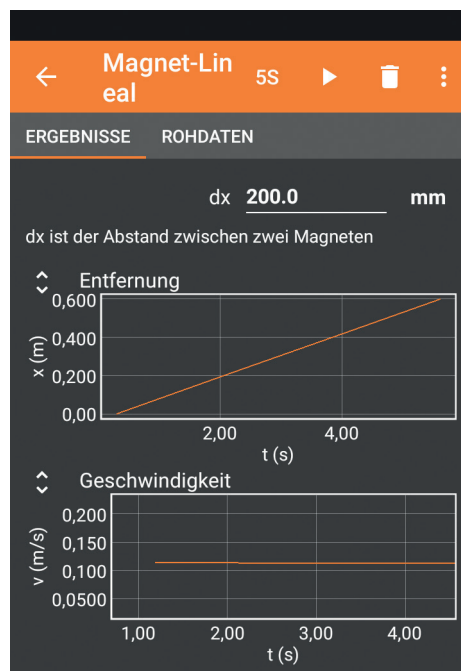 Magnet-Lin
eal
5S
ERGEBNISSE ROHDATEN
dx 200.0 mm
dx ist der Abstand zwischen zwei Magneten
Entfernung
0,600
0,400
0,200
0,00
x (m)
2,00 4,00
t (s)
Geschwindigkeit
0,200
0,150
0,100
0,0500
v (m/s)
1,00 2,00 3,00 4,00
t (s)